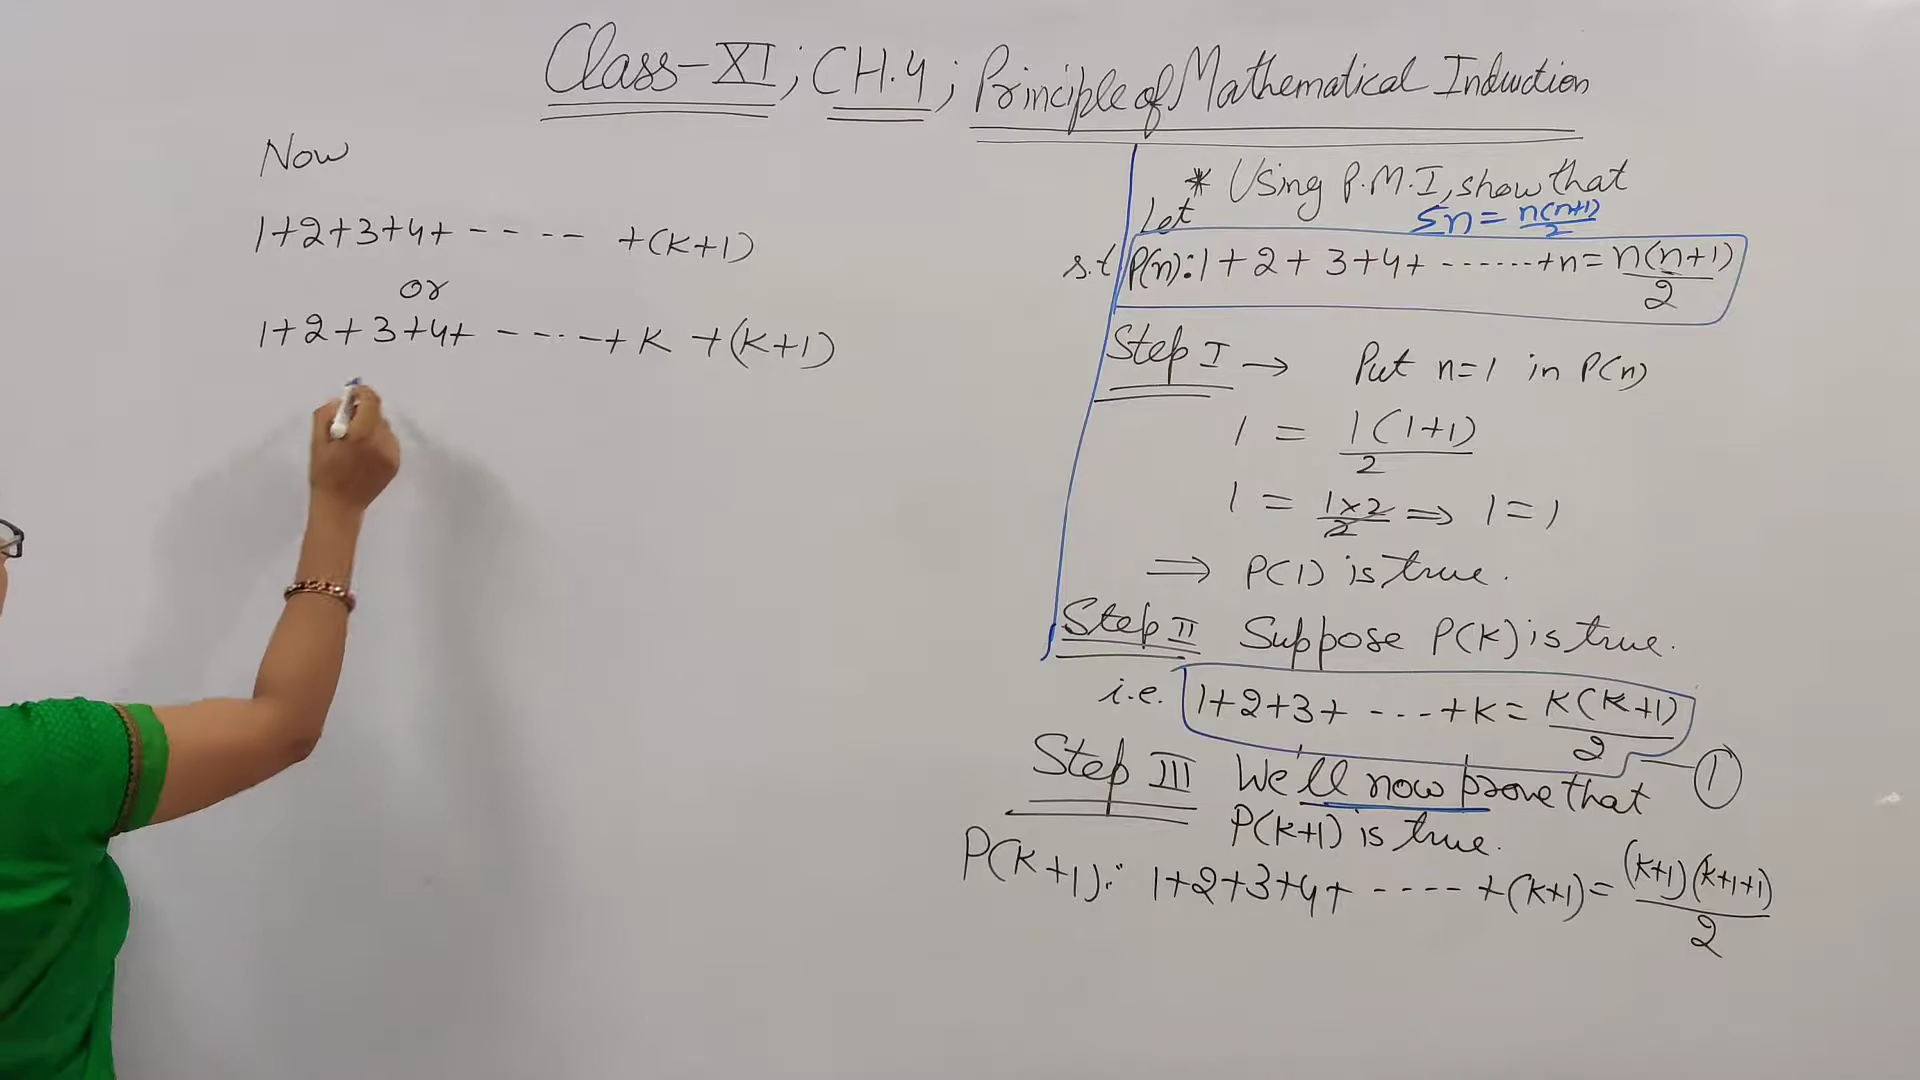 Class-XI; CH.4; Principle of Mathematical Induction
Now
1+2+3+4+ ----- +(K+1)
or
1+2+3+4+ ----- + K +(K+1)
* Using P.M.I, show that
Let
Σn = n(n+1)/2
s.t P(n): 1+2+3+4+ ------- +n = n(n+1)/2
Step I → Put n=1 in P(n)
1 = 1(1+1)/2
1 = 1×2/2 ⇒ 1=1
⇒ P(1) is true.
Step II Suppose P(K) is true.
i.e. 1+2+3+ ----- +K = K(K+1)/2
1
Step III We'll now prove that
P(K+1) is true.
P(K+1): 1+2+3+4+ ---- +(K+1) = (K+1)(K+1+1)/2